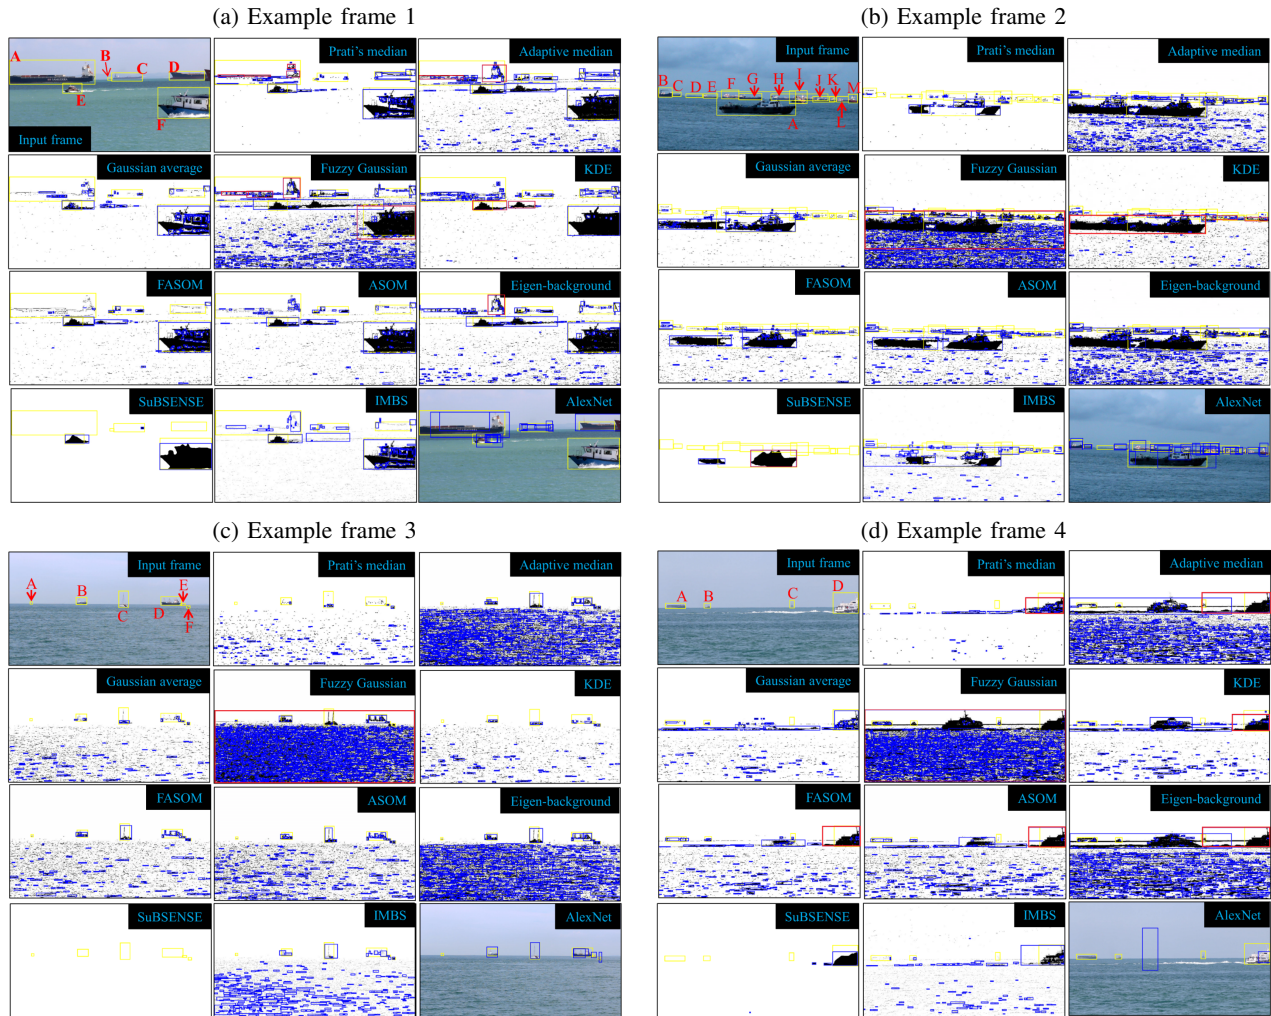 (a) Example frame 1
A B C D E F
Input frame
Prati's median
Adaptive median
Gaussian average
Fuzzy Gaussian
KDE
FASOM
ASOM
Eigen-background
SuBSENSE
IMBS
AlexNet
(b) Example frame 2
Input frame
B C D E F G H I J K M
A L
Prati's median
Adaptive median
Gaussian average
Fuzzy Gaussian
KDE
FASOM
ASOM
Eigen-background
SuBSENSE
IMBS
AlexNet
(c) Example frame 3
Input frame
A B C D E F
Prati's median
Adaptive median
Gaussian average
Fuzzy Gaussian
KDE
FASOM
ASOM
Eigen-background
SuBSENSE
IMBS
AlexNet
(d) Example frame 4
Input frame
A B C D
Prati's median
Adaptive median
Gaussian average
Fuzzy Gaussian
KDE
FASOM
ASOM
Eigen-background
SuBSENSE
IMBS
AlexNet